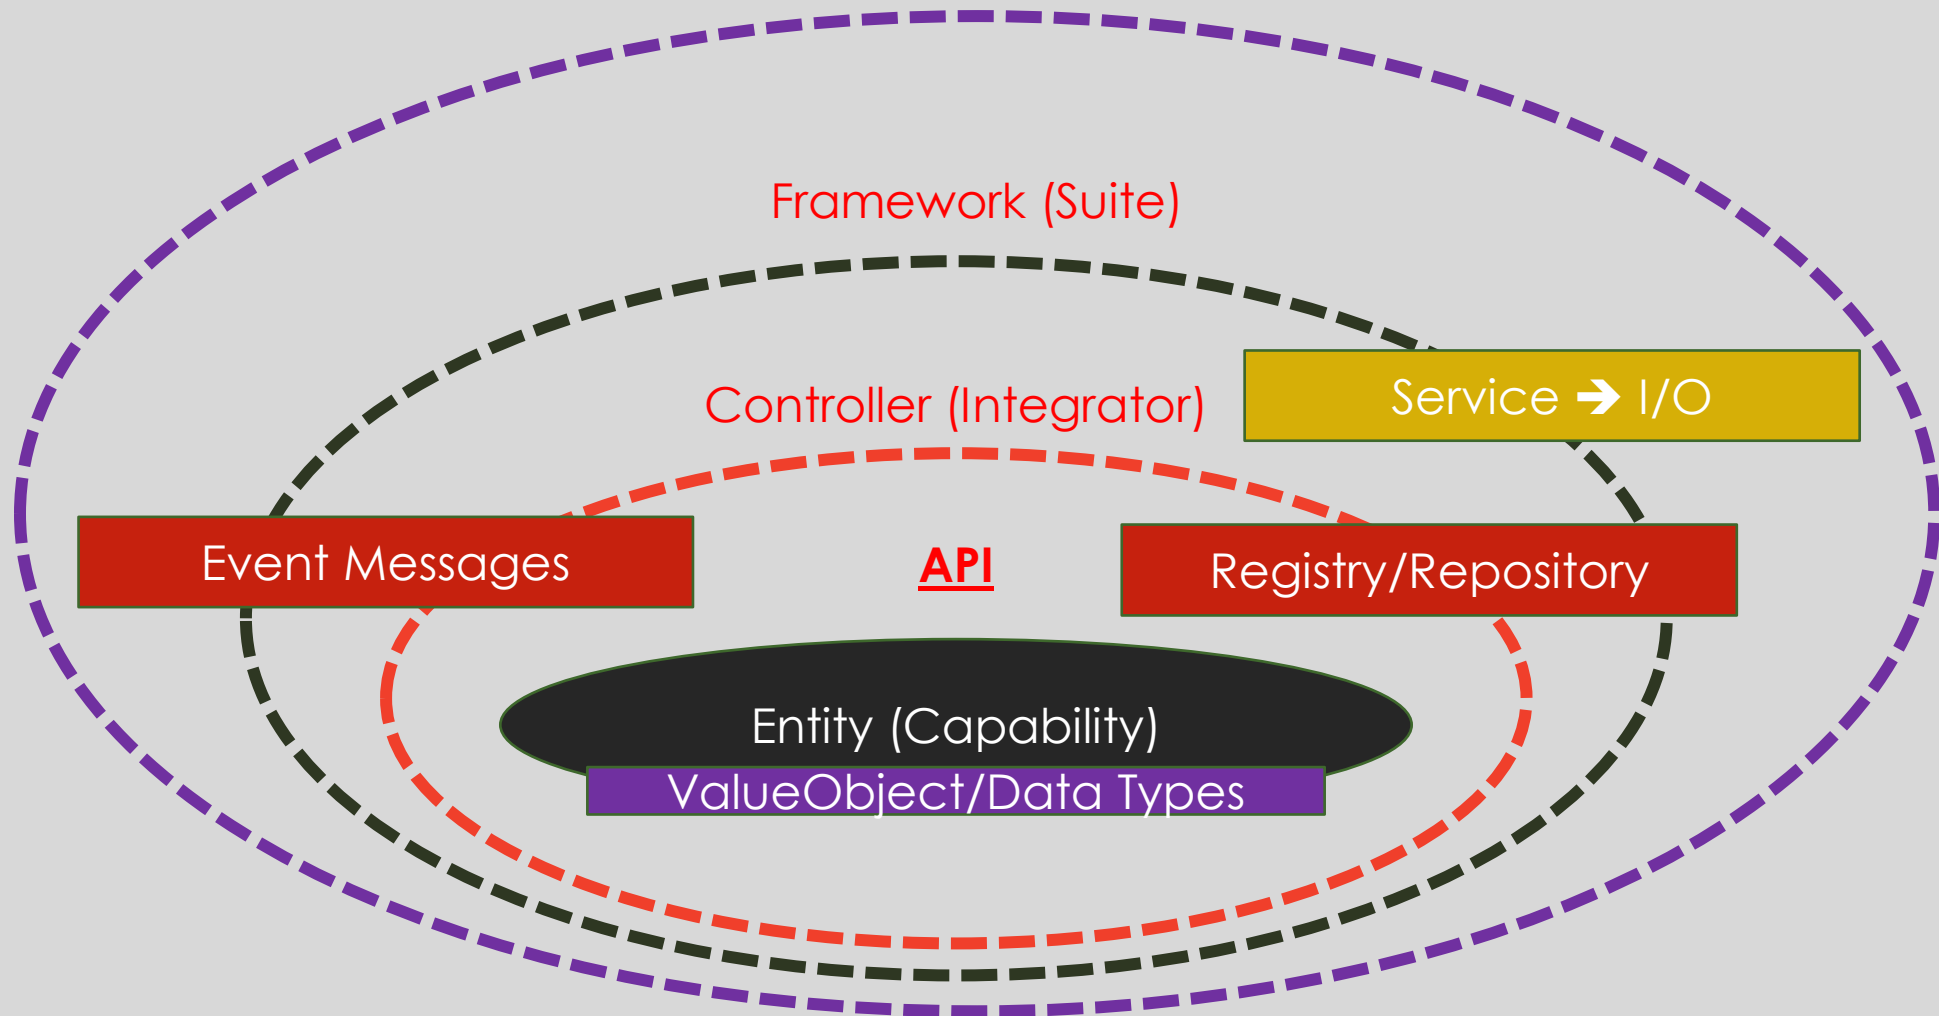 Framework (Suite)
Controller (Integrator)
Service ➔ I/O
Event Messages
API
Registry/Repository
Entity (Capability)
ValueObject/Data Types